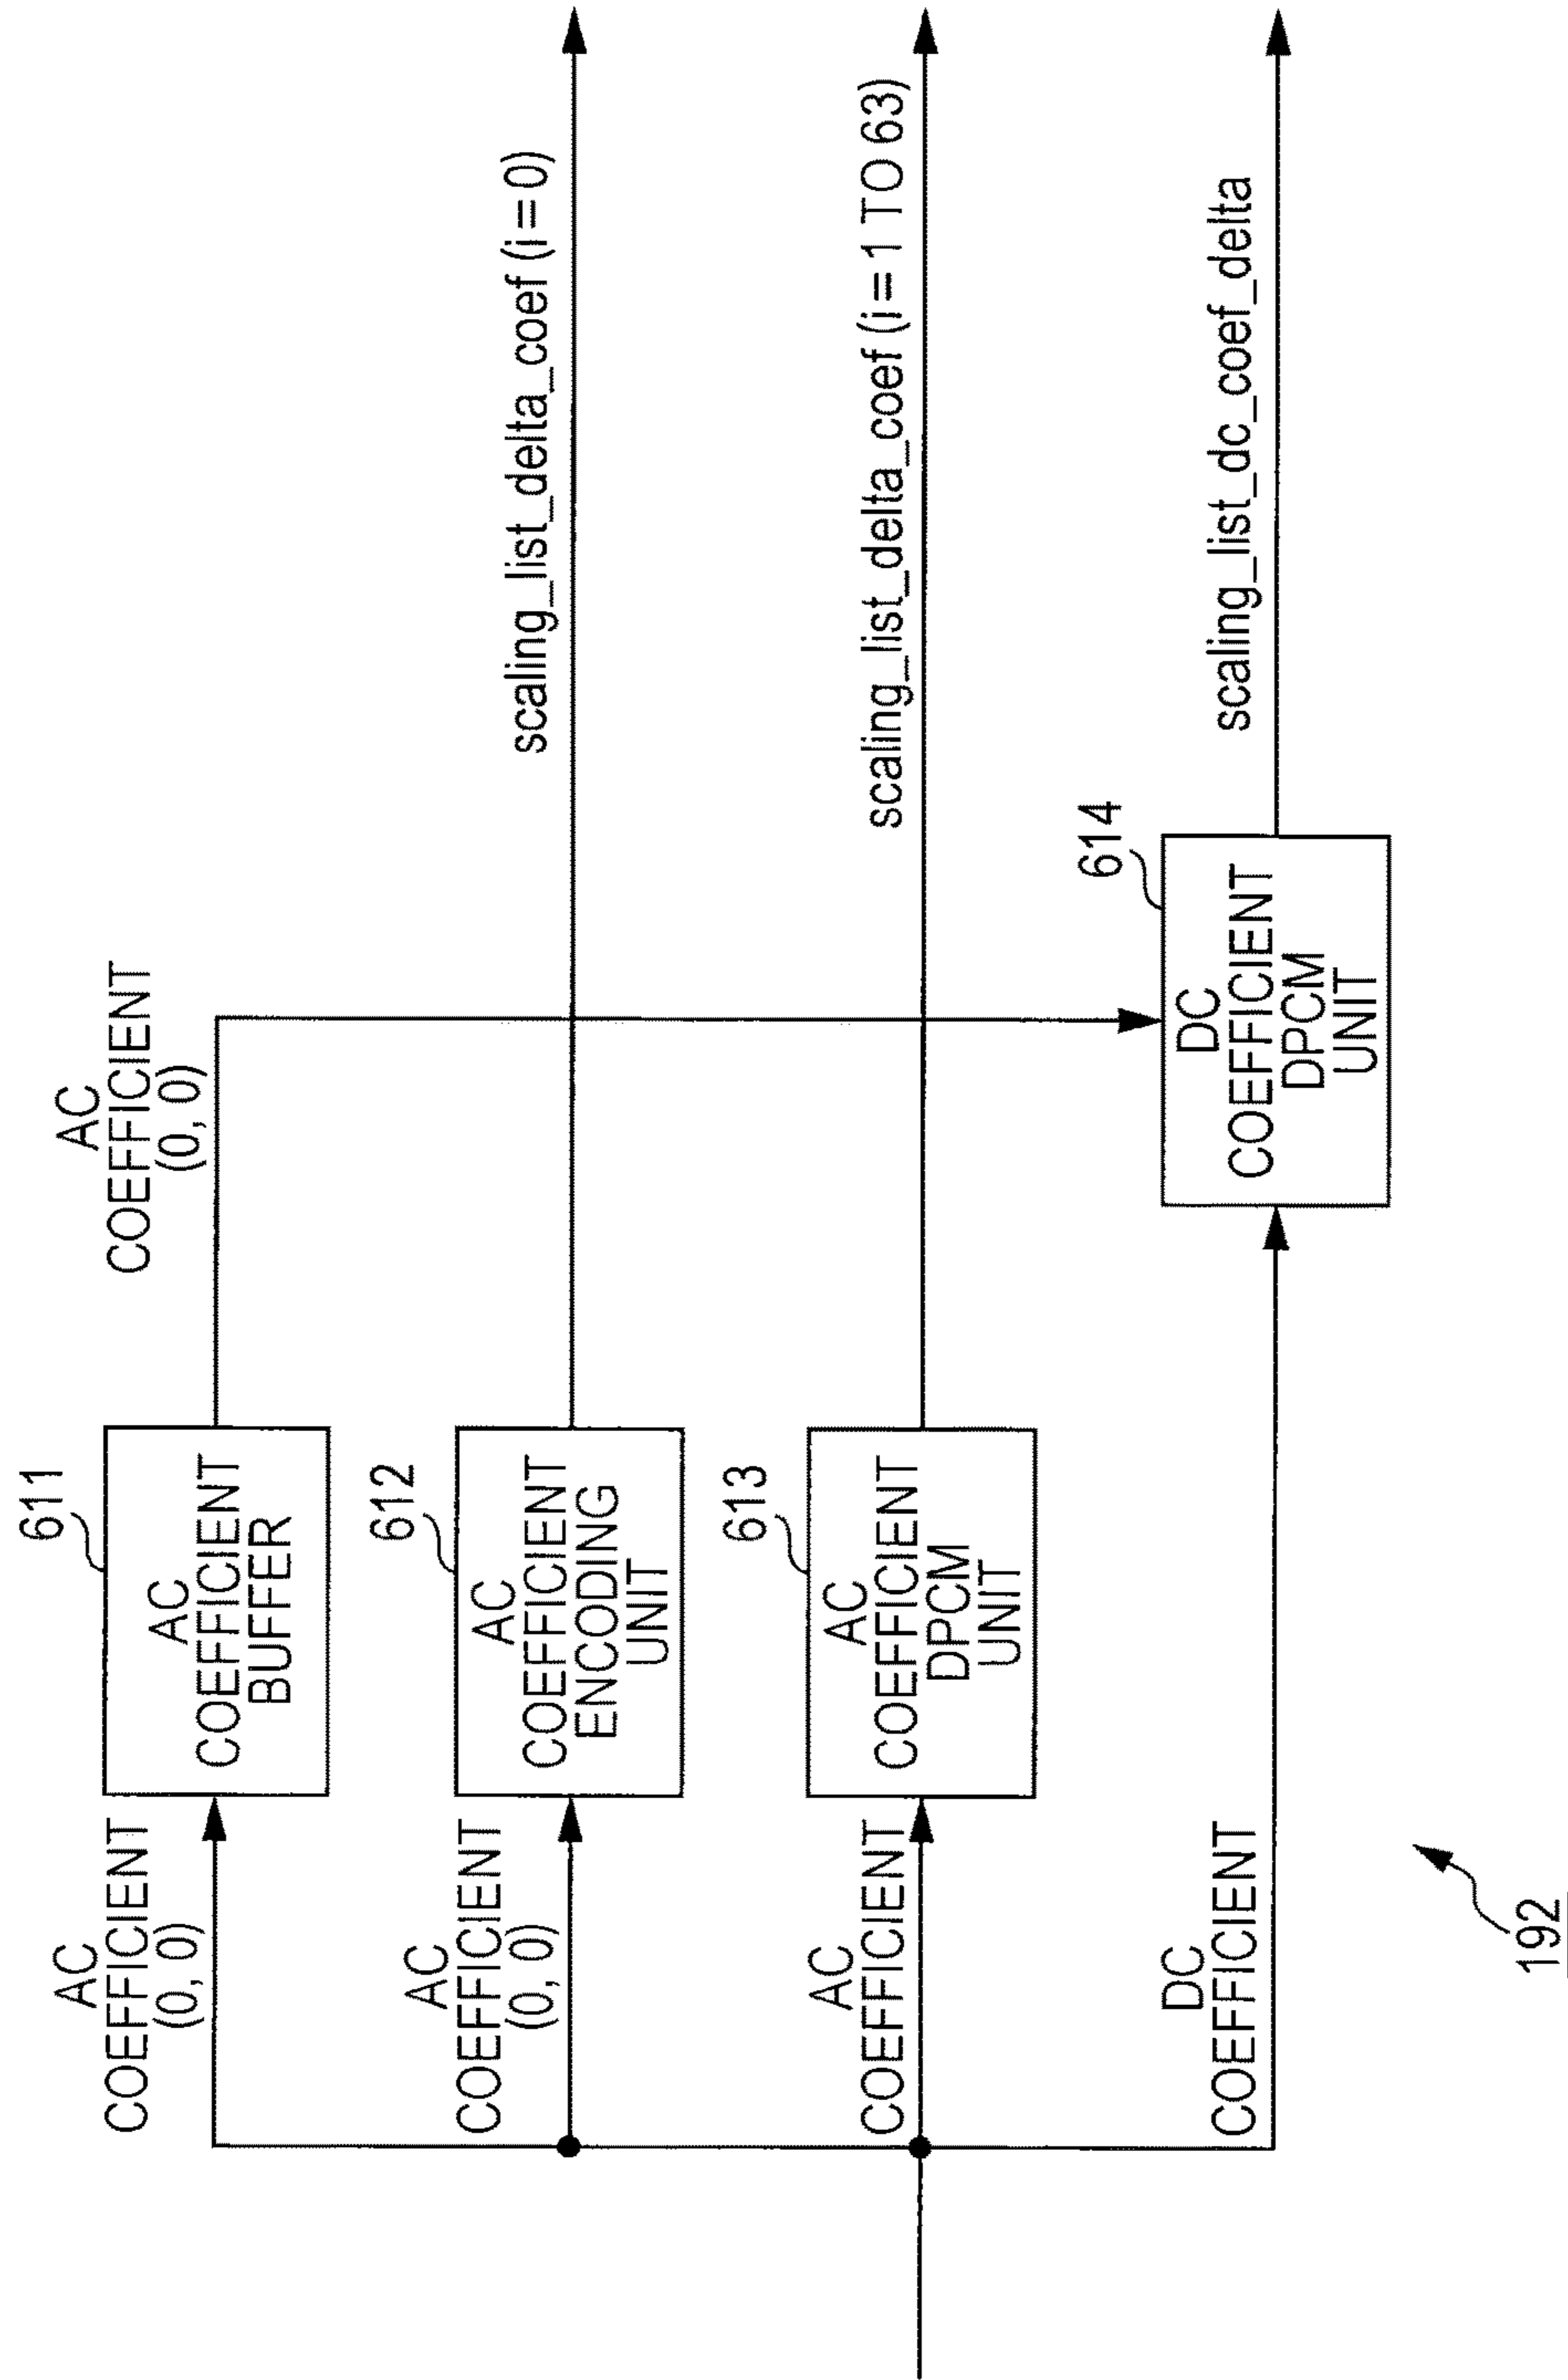 AC
COEFFICIENT
(0, 0)
611
AC
COEFFICIENT
BUFFER
AC
COEFFICIENT
(0, 0)
AC
COEFFICIENT
(0, 0)
612
AC
COEFFICIENT
ENCODING
UNIT
scaling_list_delta_coef (i = 0)
AC
COEFFICIENT
613
AC
COEFFICIENT
DPCM
UNIT
scaling_list_delta_coef (i = 1 TO 63)
DC
COEFFICIENT
614
DC
COEFFICIENT
DPCM
UNIT
scaling_list_dc_coef_delta
192